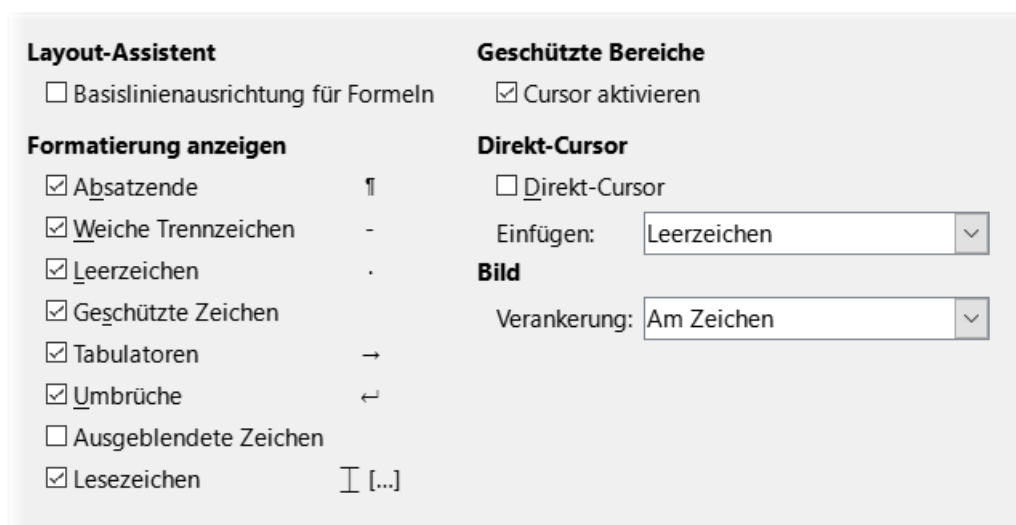 Layout-Assistent
Basislinienausrichtung für Formeln
Formatierung anzeigen
Absatzende ¶
Weiche Trennzeichen -
Leerzeichen ·
Geschützte Zeichen
Tabulatoren →
Umbrüche ↵
Ausgeblendete Zeichen
Lesezeichen ⌶ [...]
Geschützte Bereiche
Cursor aktivieren
Direkt-Cursor
Direkt-Cursor
Einfügen: Leerzeichen
Bild
Verankerung: Am Zeichen